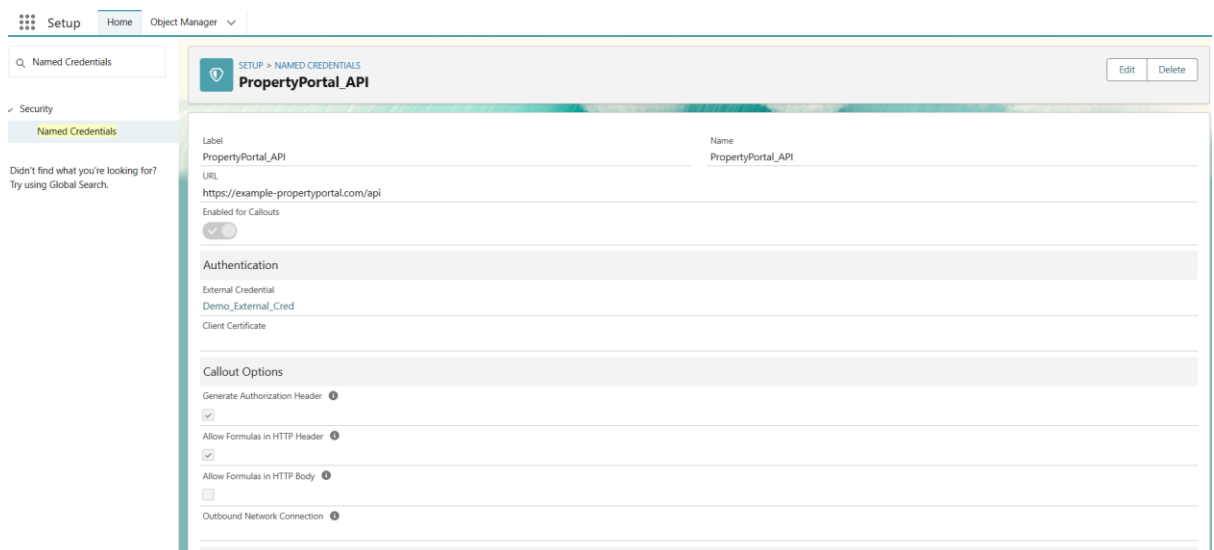 Setup Home Object Manager
Named Credentials
Security
Named Credentials
Didn't find what you're looking for?
Try using Global Search.
SETUP > NAMED CREDENTIALS
PropertyPortal_API
Edit Delete
Label Name
PropertyPortal_API PropertyPortal_API
URL
https://example-propertyportal.com/api
Enabled for Callouts
Authentication
External Credential
Demo_External_Cred
Client Certificate
Callout Options
Generate Authorization Header
Allow Formulas in HTTP Header
Allow Formulas in HTTP Body
Outbound Network Connection